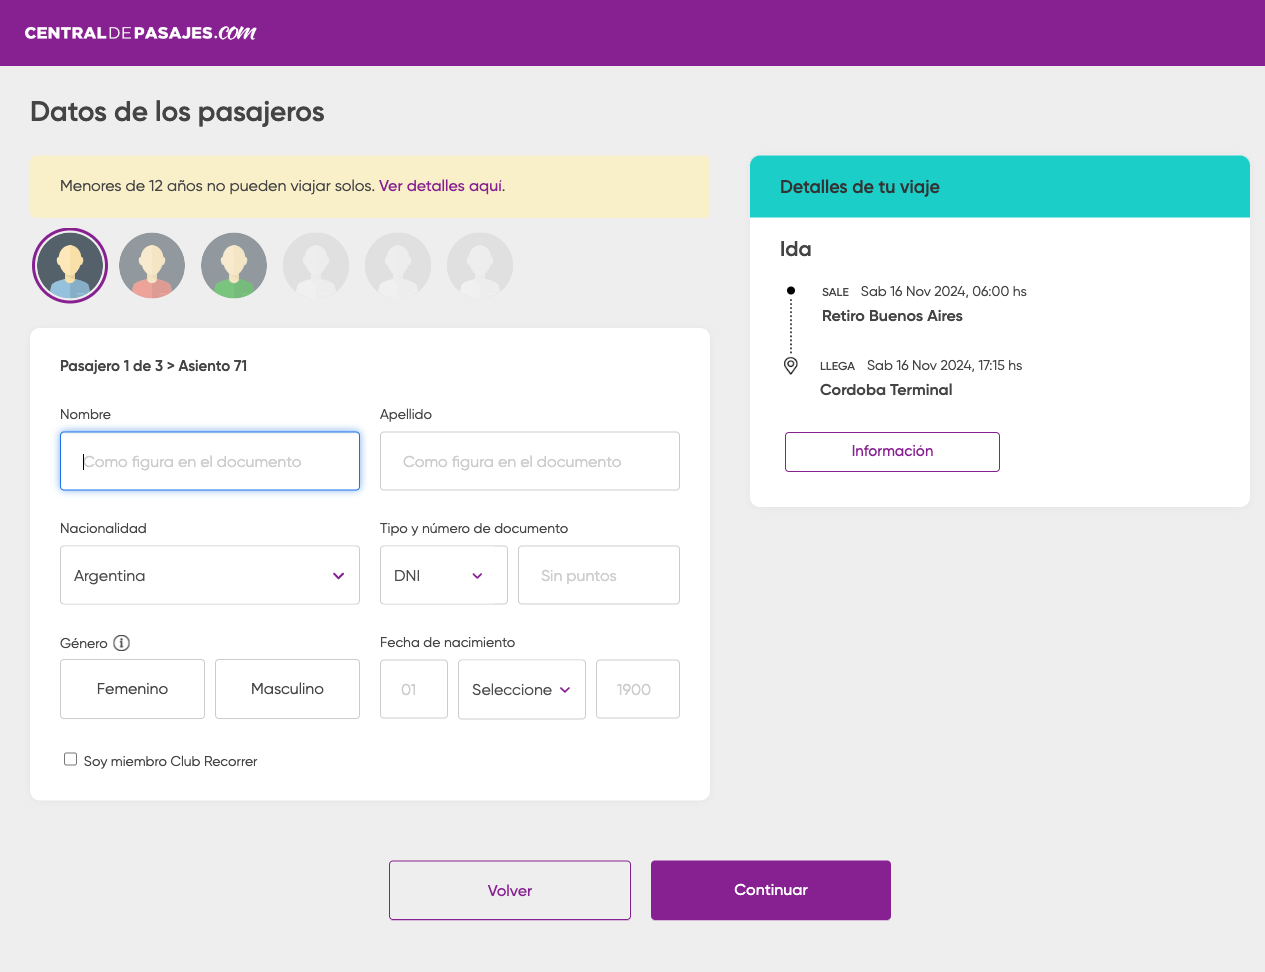 CENTRALDEPASAJES.com
Datos de los pasajeros
Menores de 12 años no pueden viajar solos. Ver detalles aquí.
Pasajero 1 de 3 > Asiento 71
Nombre
Apellido
Como figura en el documento
Como figura en el documento
Nacionalidad
Tipo y número de documento
Argentina
DNI
Sin puntos
Género
Fecha de nacimiento
Femenino
Masculino
01
Seleccione
1900
Soy miembro Club Recorrer
Detalles de tu viaje
Ida
SALE Sab 16 Nov 2024, 06:00 hs
Retiro Buenos Aires
LLEGA Sab 16 Nov 2024, 17:15 hs
Cordoba Terminal
Información
Volver
Continuar